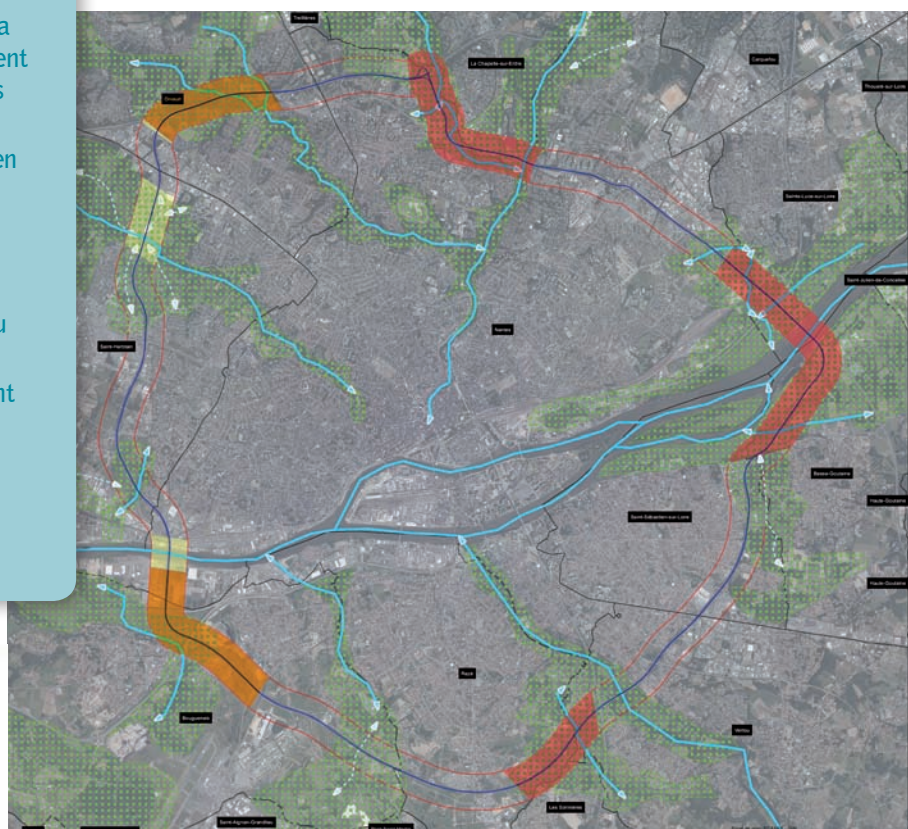 a
ent
s
en
u
nt
Treillières
La Chapelle-sur-Erdre
Carquefou
Thouaré-sur-Loire
Orvault
Sainte-Luce-sur-Loire
Saint-Julien-de-Concelles
Nantes
Saint-Herblain
Basse-Goulaine
Haute-Goulaine
Saint-Sébastien-sur-Loire
Haute-Goulaine
Rezé
Bouguenais
Vertou
Les Sorinières
Saint-Aignan-Grandlieu